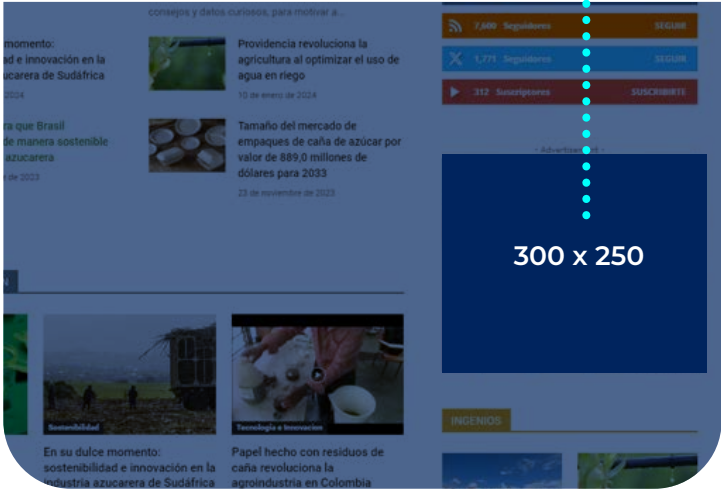 consejos y datos curiosos, para motivar a...
momento:
ad e innovación en la
ucarera de Sudáfrica
2024
Providencia revoluciona la
agricultura al optimizar el uso de
agua en riego
10 de enero de 2024
ra que Brasil
de manera sostenible
azucarera
de 2023
Tamaño del mercado de
empaques de caña de azúcar por
valor de 889,0 millones de
dólares para 2033
23 de noviembre de 2023
7,600 Seguidores SEGUIR
1,771 Seguidores SEGUIR
312 Suscriptores SUSCRIBIRTE
- Advertisement -
300 x 250
N
Sostenibilidad
En su dulce momento:
sostenibilidad e innovación en la
industria azucarera de Sudáfrica
Tecnología e Innovacion
Papel hecho con residuos de
caña revoluciona la
agroindustria en Colombia
INGENIOS